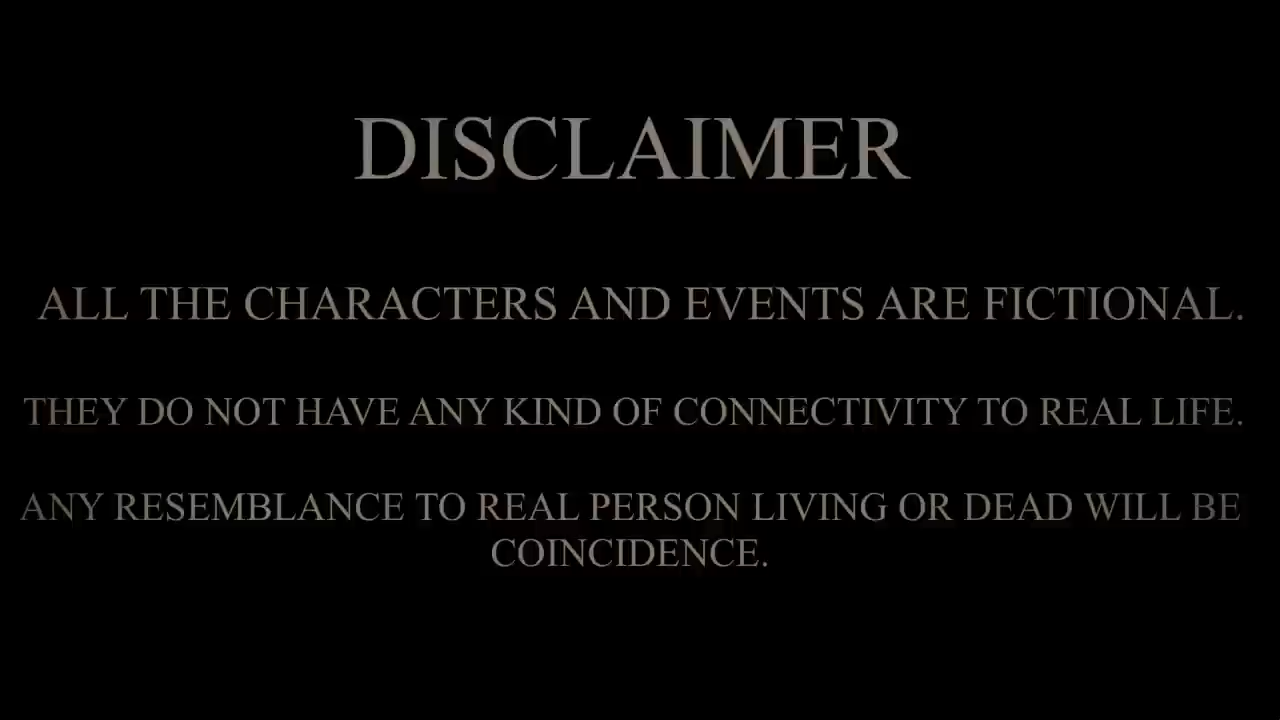 DISCLAIMER
ALL THE CHARACTERS AND EVENTS ARE FICTIONAL.
THEY DO NOT HAVE ANY KIND OF CONNECTIVITY TO REAL LIFE.
ANY RESEMBLANCE TO REAL PERSON LIVING OR DEAD WILL BE
COINCIDENCE.